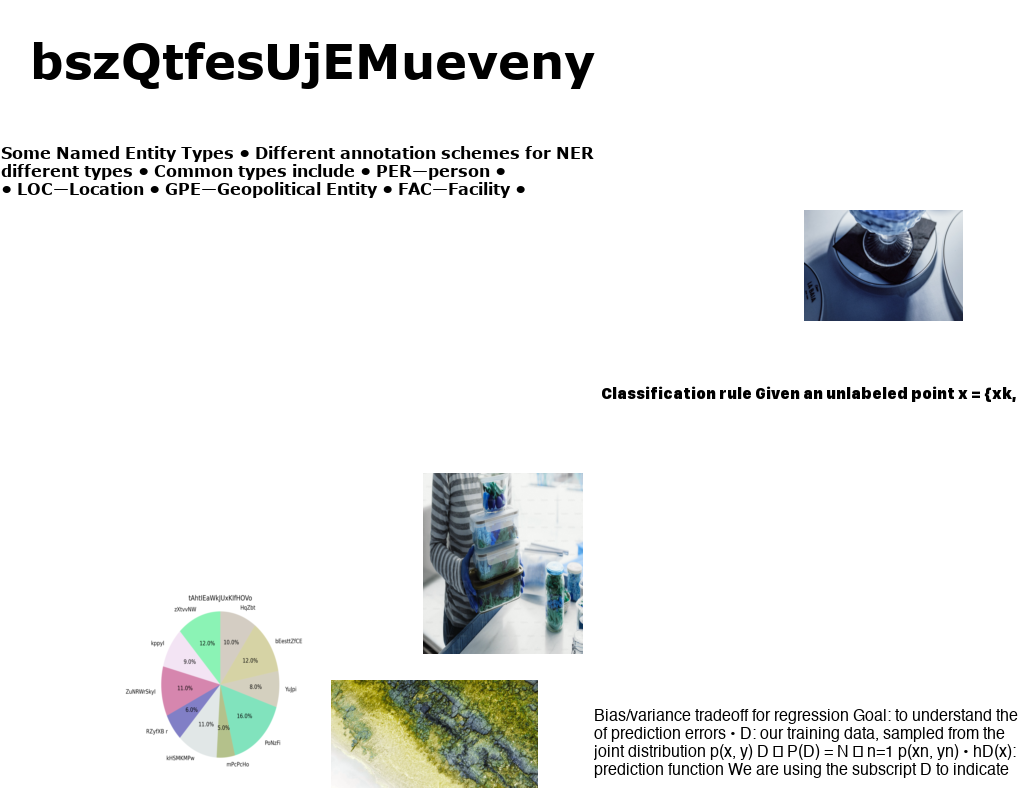 bszQtfesUjEMueveny
Some Named Entity Types • Different annotation schemes for NER
different types • Common types include • PER—person •
• LOC—Location • GPE—Geopolitical Entity • FAC—Facility •
Classification rule Given an unlabeled point x = {xk,
tAhtIEaWkJUxKlfHOVo
zXtvvNW
HqZbt
kppyl
bEesttZfCE
12.0%
10.0%
9.0%
12.0%
ZuNRWrSkyl
11.0%
8.0%
YuJpi
6.0%
16.0%
RZyfXB r
11.0%
5.0%
PoNzFi
kHSMKMPw
mPcPcHo
Bias/variance tradeoff for regression Goal: to understand the
of prediction errors • D: our training data, sampled from the
joint distribution p(x, y) D □ P(D) = N □ n=1 p(xn, yn) • hD(x):
prediction function We are using the subscript D to indicate